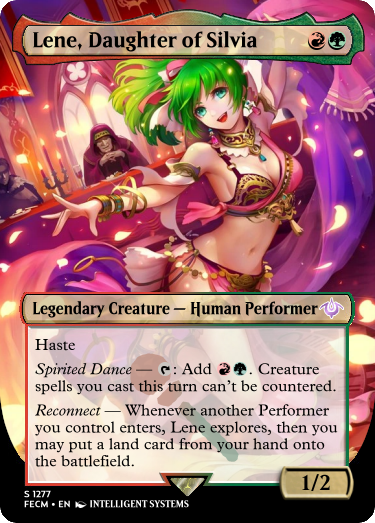 Lene, Daughter of Silvia
Legendary Creature — Human Performer
Haste
Spirited Dance — : Add . Creature
spells you cast this turn can't be countered.
Reconnect — Whenever another Performer
you control enters, Lene explores, then you
may put a land card from your hand onto
the battlefield.
1/2
S 1277
FECM • EN INTELLIGENT SYSTEMS